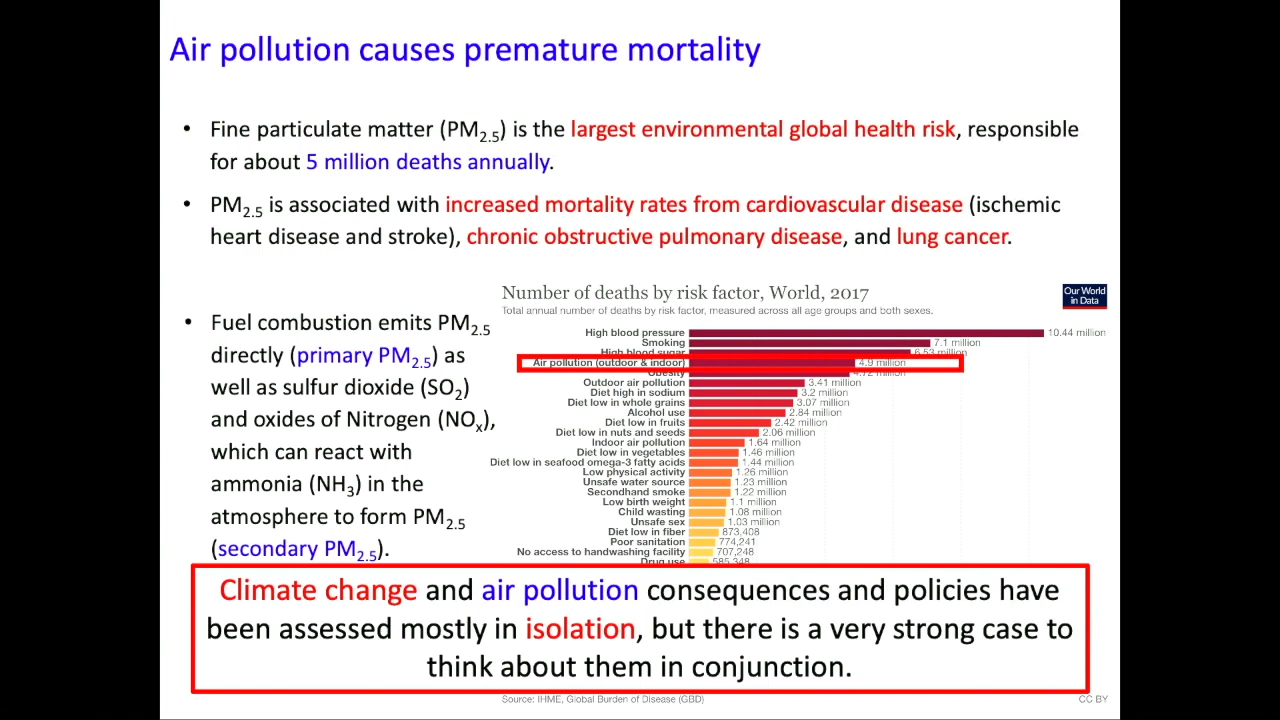 Air pollution causes premature mortality
• Fine particulate matter (PM2.5) is the largest environmental global health risk, responsible
for about 5 million deaths annually.
• PM2.5 is associated with increased mortality rates from cardiovascular disease (ischemic
heart disease and stroke), chronic obstructive pulmonary disease, and lung cancer.
• Fuel combustion emits PM2.5
directly (primary PM2.5) as
well as sulfur dioxide (SO2)
and oxides of Nitrogen (NOx),
which can react with
ammonia (NH3) in the
atmosphere to form PM2.5
(secondary PM2.5).
Number of deaths by risk factor, World, 2017
Total annual number of deaths by risk factor, measured across all age groups and both sexes.
Our World
in Data
High blood pressure 10.44 million
Smoking 7.1 million
High blood sugar 6.53 million
Air pollution (outdoor & indoor) 4.9 million
Obesity 4.72 million
Outdoor air pollution 3.41 million
Diet high in sodium 3.2 million
Diet low in whole grains 3.07 million
Alcohol use 2.84 million
Diet low in fruits 2.42 million
Diet low in nuts and seeds 2.06 million
Indoor air pollution 1.64 million
Diet low in vegetables 1.46 million
Diet low in seafood omega-3 fatty acids 1.44 million
Low physical activity 1.26 million
Unsafe water source 1.23 million
Secondhand smoke 1.22 million
Low birth weight 1.1 million
Child wasting 1.08 million
Unsafe sex 1.03 million
Diet low in fiber 873,408
Poor sanitation 774,241
No access to handwashing facility 707,248
Drug use 585,348
Climate change and air pollution consequences and policies have
been assessed mostly in isolation, but there is a very strong case to
think about them in conjunction.
Source: IHME, Global Burden of Disease (GBD)
CC BY